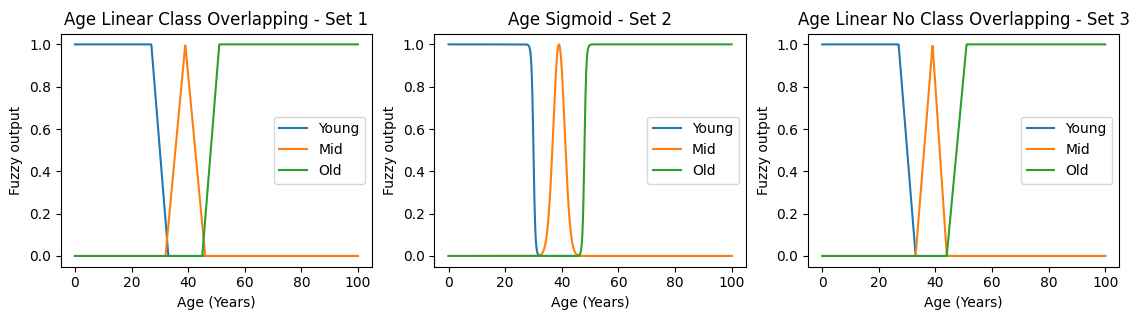 Age Linear Class Overlapping - Set 1
Fuzzy output
1.0
0.8
0.6
0.4
0.2
0.0
Young
Mid
Old
0 20 40 60 80 100
Age (Years)
Age Sigmoid - Set 2
Fuzzy output
1.0
0.8
0.6
0.4
0.2
0.0
Young
Mid
Old
0 20 40 60 80 100
Age (Years)
Age Linear No Class Overlapping - Set 3
Fuzzy output
1.0
0.8
0.6
0.4
0.2
0.0
Young
Mid
Old
0 20 40 60 80 100
Age (Years)